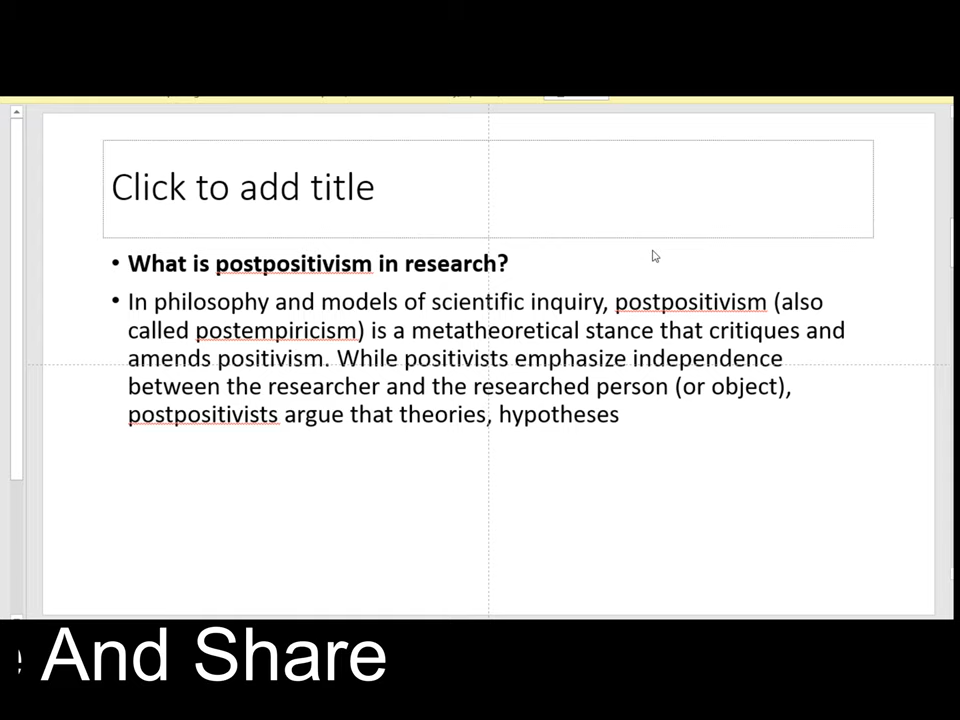 Click to add title
• What is postpositivism in research?
• In philosophy and models of scientific inquiry, postpositivism (also
called postempiricism) is a metatheoretical stance that critiques and
amends positivism. While positivists emphasize independence
between the researcher and the researched person (or object),
postpositivists argue that theories, hypotheses
And Share